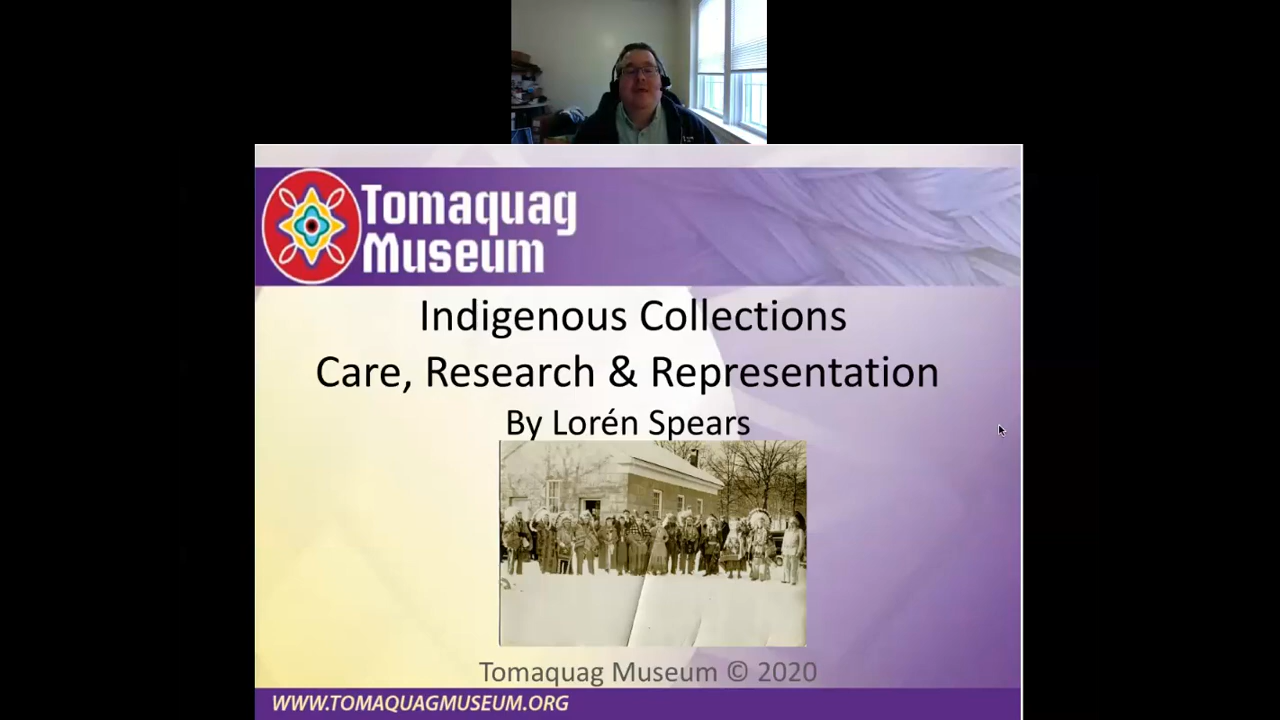 Tomaquag
Museum
Indigenous Collections
Care, Research & Representation
By Lorén Spears
Tomaquag Museum © 2020
WWW.TOMAQUAGMUSEUM.ORG